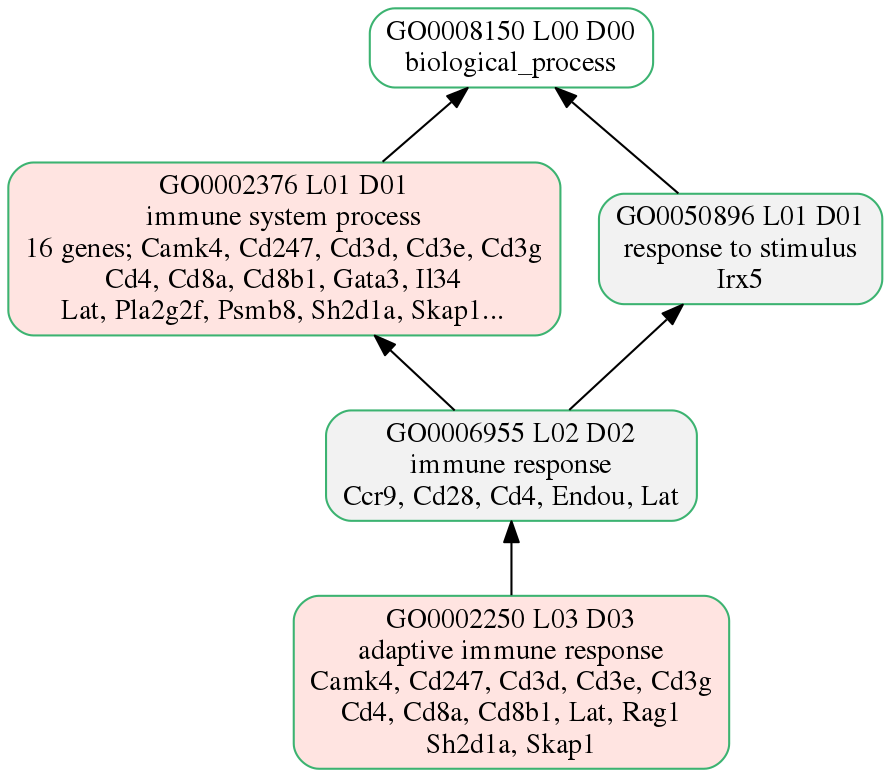 GO0008150 L00 D00
biological_process
GO0002376 L01 D01
immune system process
16 genes; Camk4, Cd247, Cd3d, Cd3e, Cd3g
Cd4, Cd8a, Cd8b1, Gata3, Il34
Lat, Pla2g2f, Psmb8, Sh2d1a, Skap1...
GO0050896 L01 D01
response to stimulus
Irx5
GO0006955 L02 D02
immune response
Ccr9, Cd28, Cd4, Endou, Lat
GO0002250 L03 D03
adaptive immune response
Camk4, Cd247, Cd3d, Cd3e, Cd3g
Cd4, Cd8a, Cd8b1, Lat, Rag1
Sh2d1a, Skap1